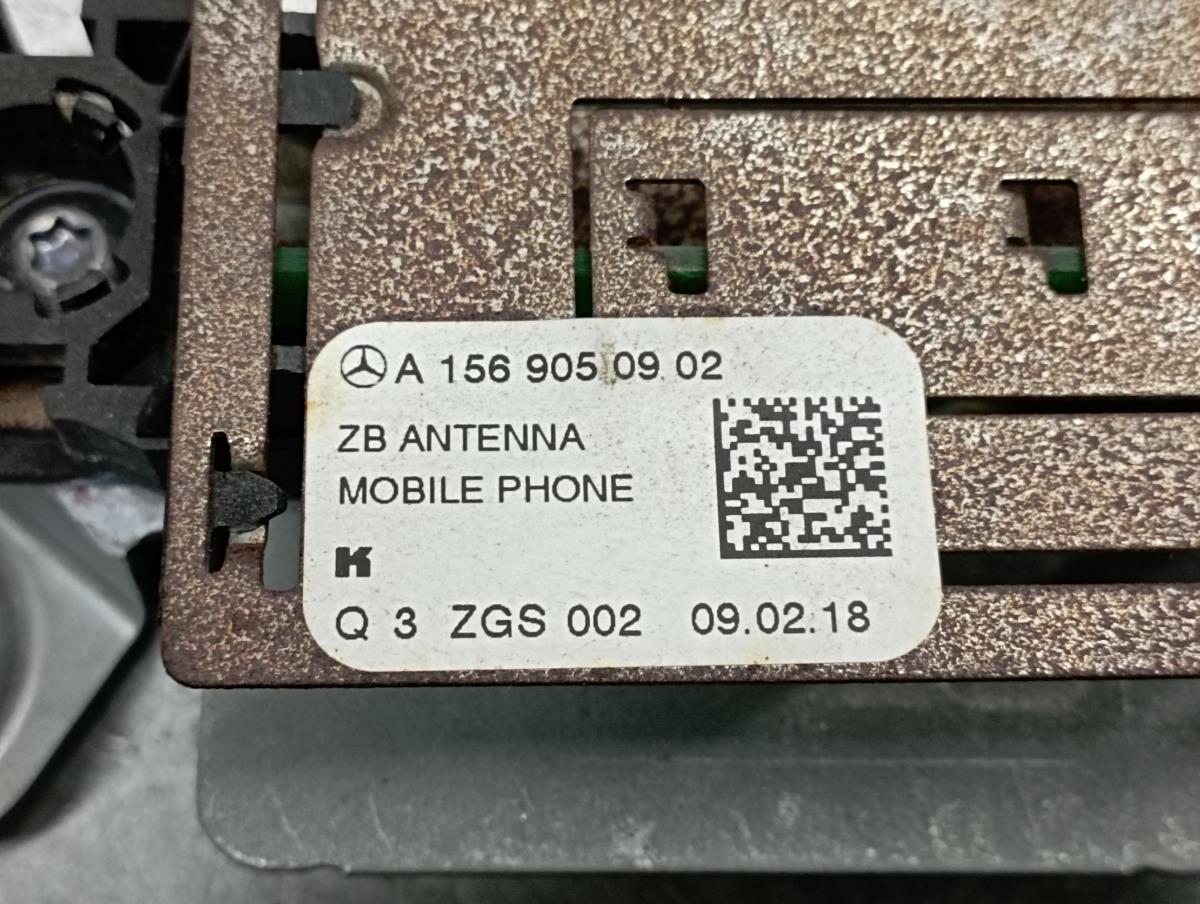 A 156 905 09 02
ZB ANTENNA
MOBILE PHONE
K
Q 3 ZGS 002 09.02.18